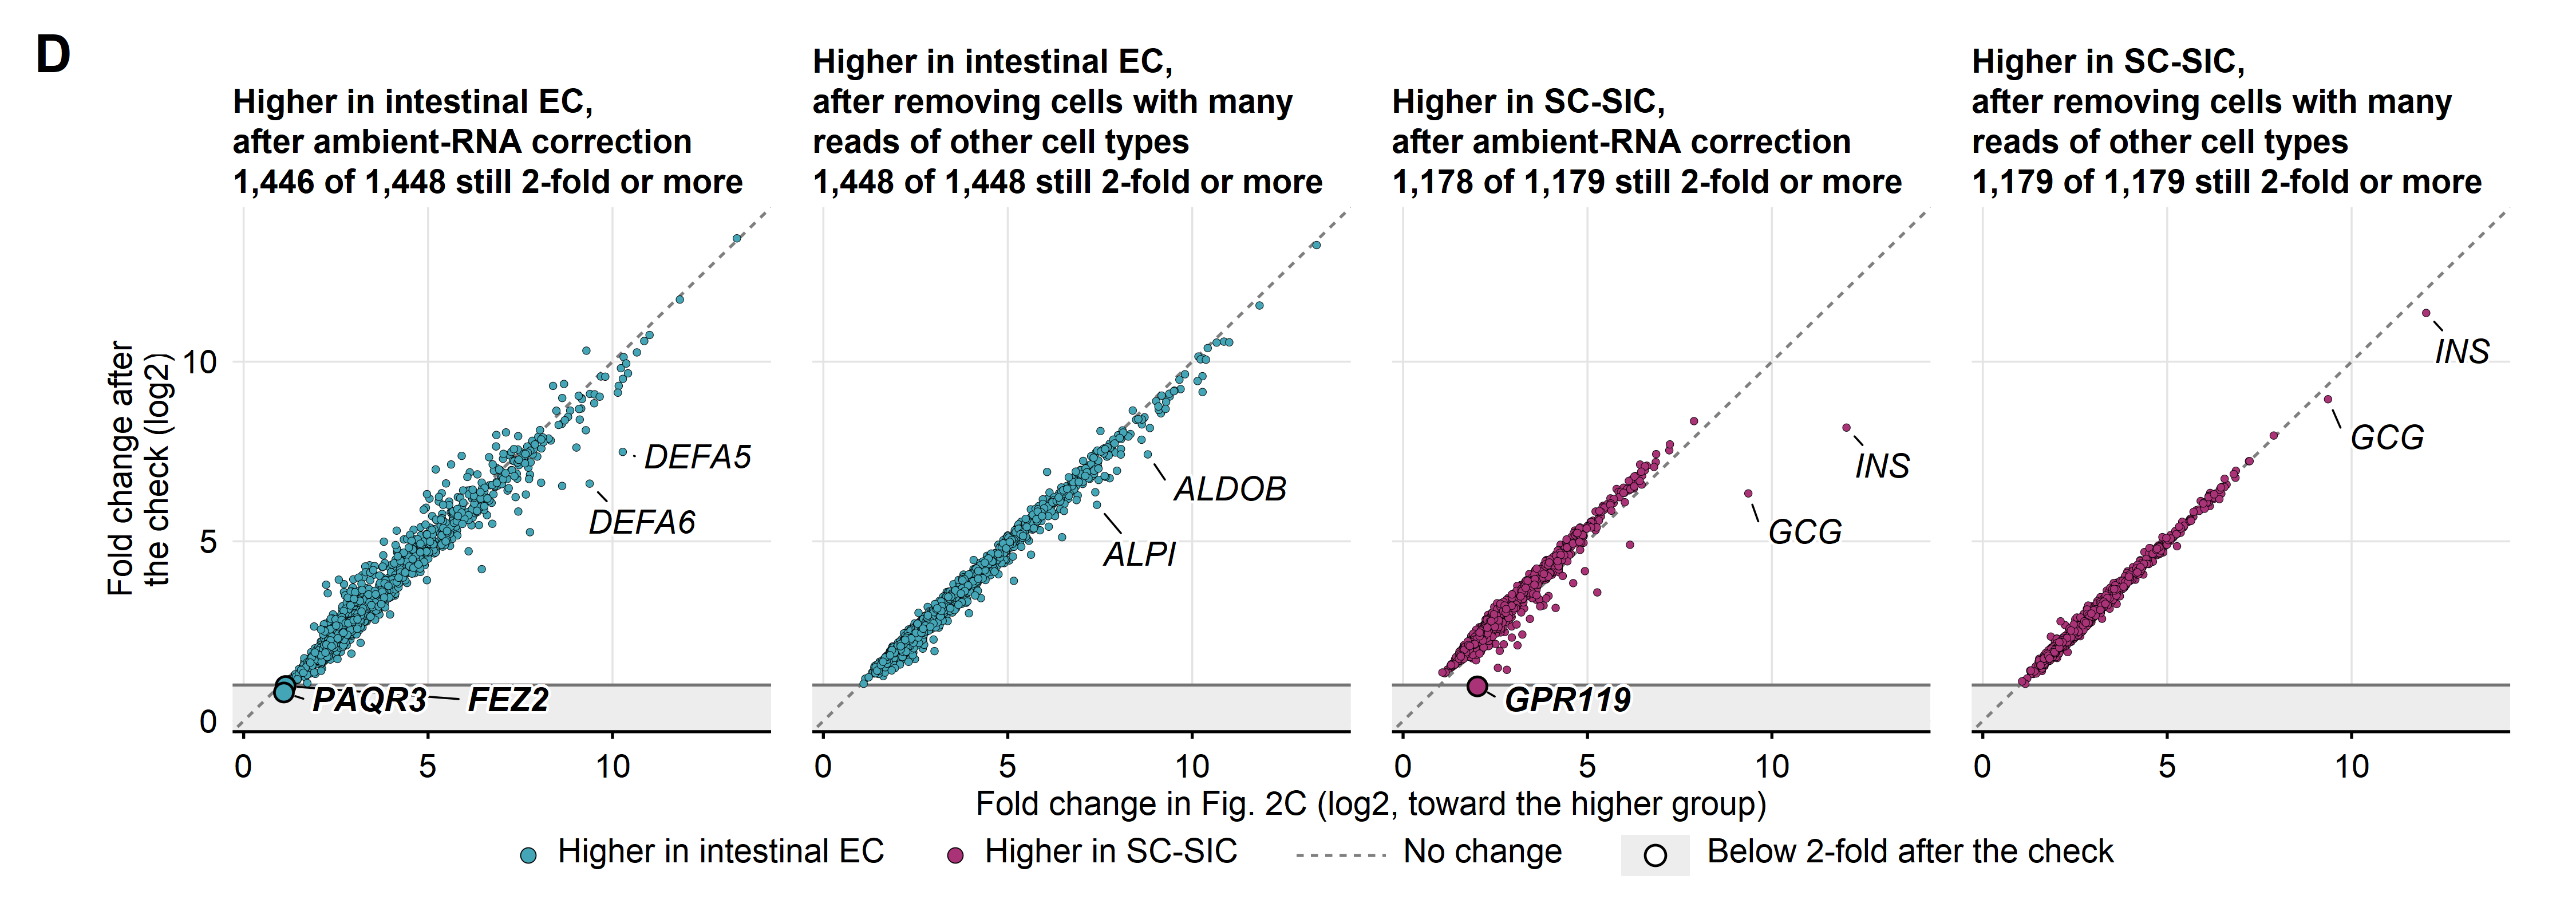 D
Higher in intestinal EC,
after ambient-RNA correction
1,446 of 1,448 still 2-fold or more
Higher in intestinal EC,
after removing cells with many
reads of other cell types
1,448 of 1,448 still 2-fold or more
Higher in SC-SIC,
after ambient-RNA correction
1,178 of 1,179 still 2-fold or more
Higher in SC-SIC,
after removing cells with many
reads of other cell types
1,179 of 1,179 still 2-fold or more
Fold change after
the check (log2)
10
5
0
DEFA5
DEFA6
PAQR3
FEZ2
0 5 10
ALDOB
ALPI
0 5 10
INS
GCG
GPR119
0 5 10
INS
GCG
0 5 10
Fold change in Fig. 2C (log2, toward the higher group)
Higher in intestinal EC
Higher in SC-SIC
No change
Below 2-fold after the check